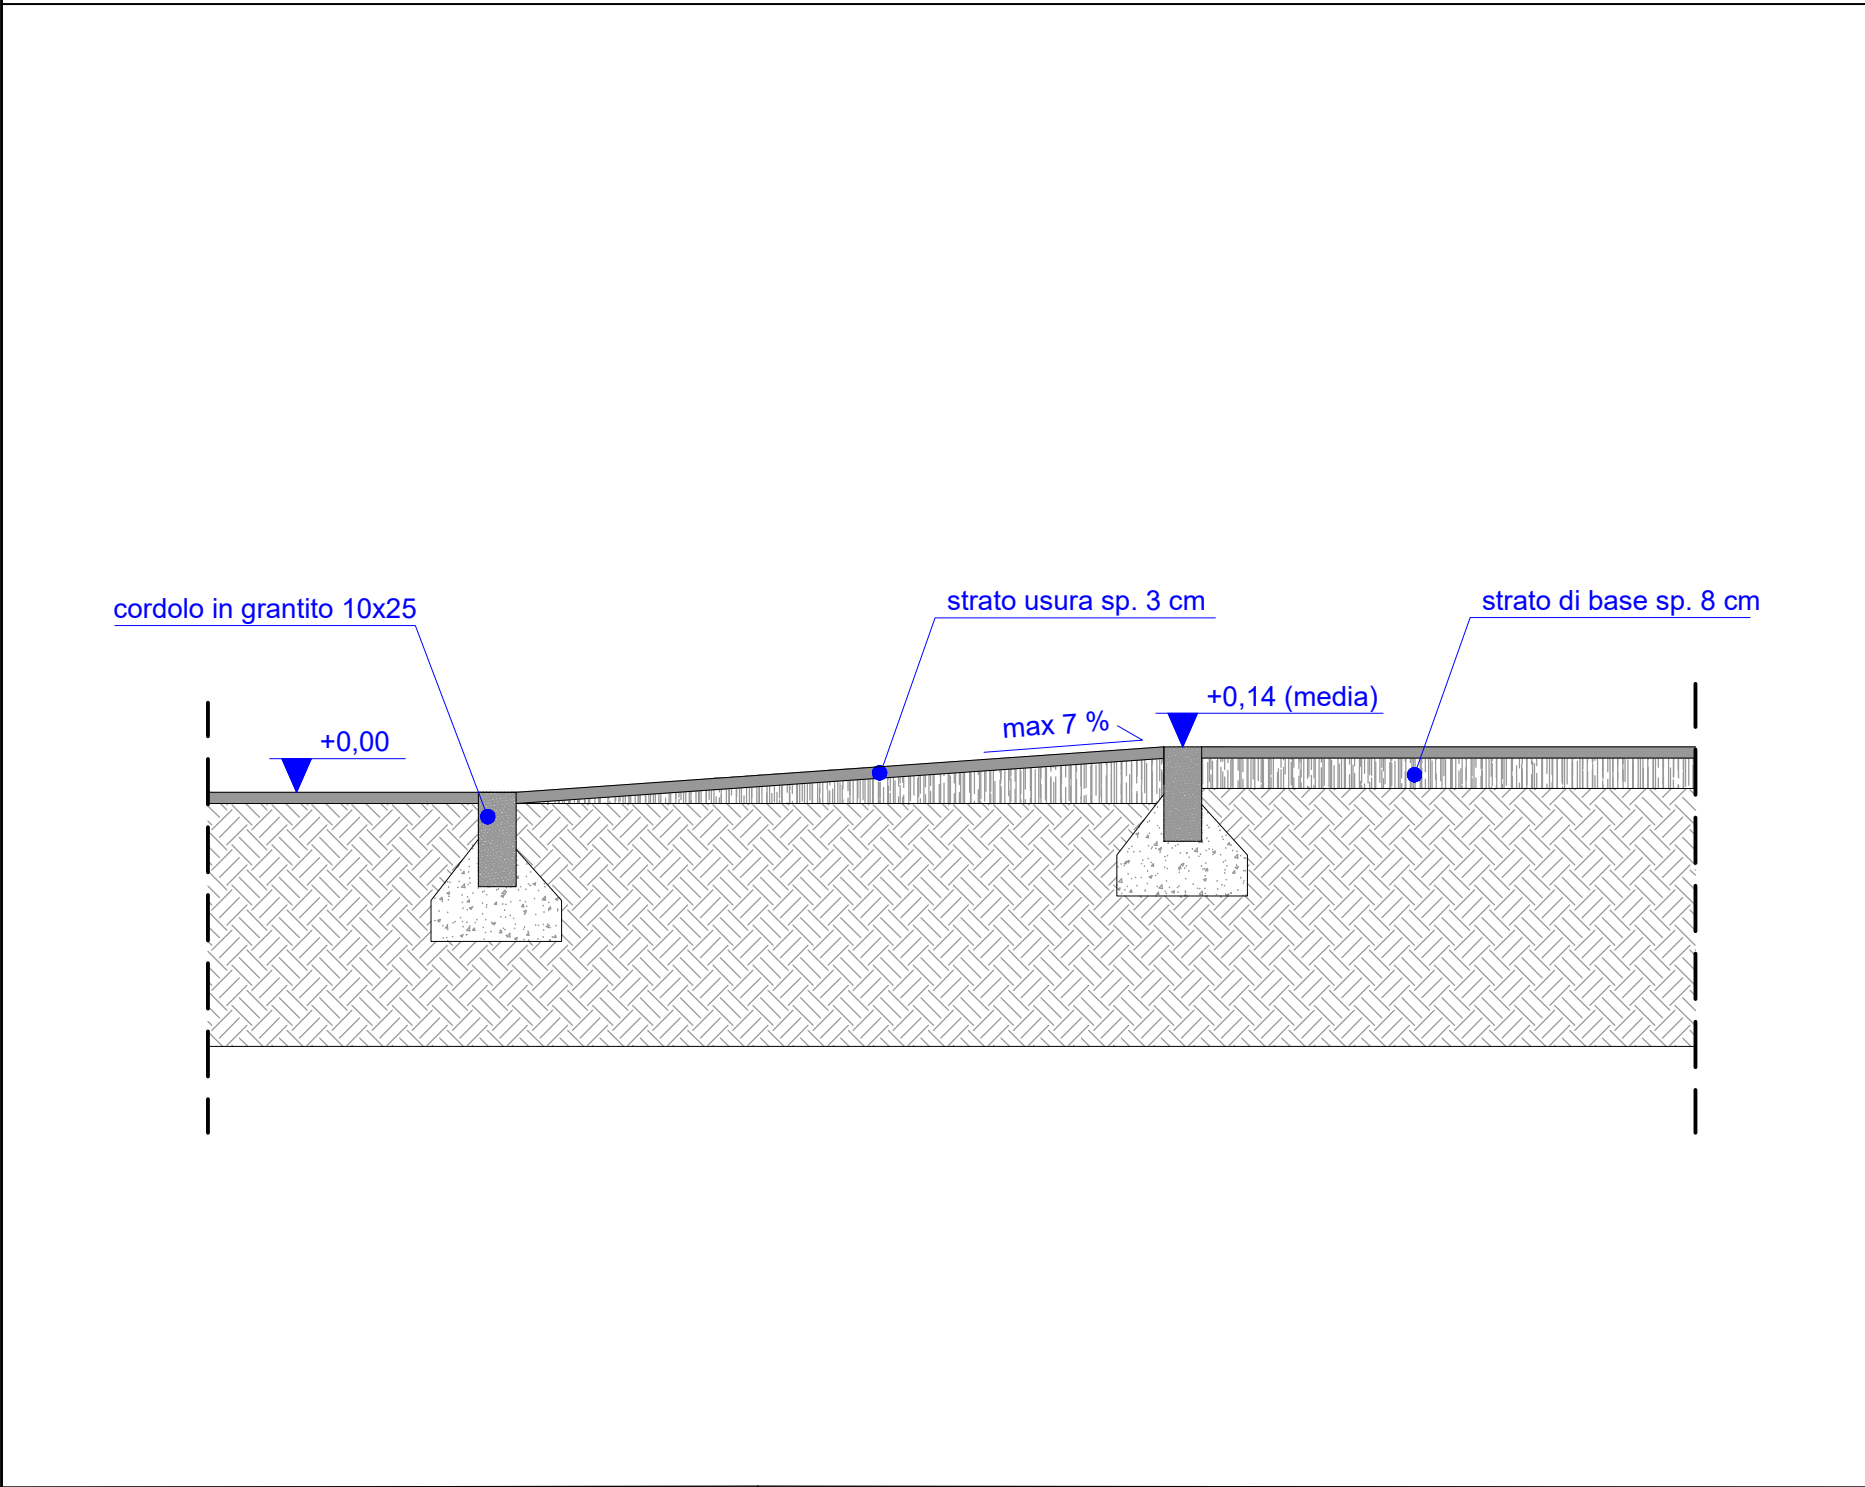 cordolo in grantito 10x25
strato usura sp. 3 cm
strato di base sp. 8 cm
+0,00
max 7 %
+0,14 (media)